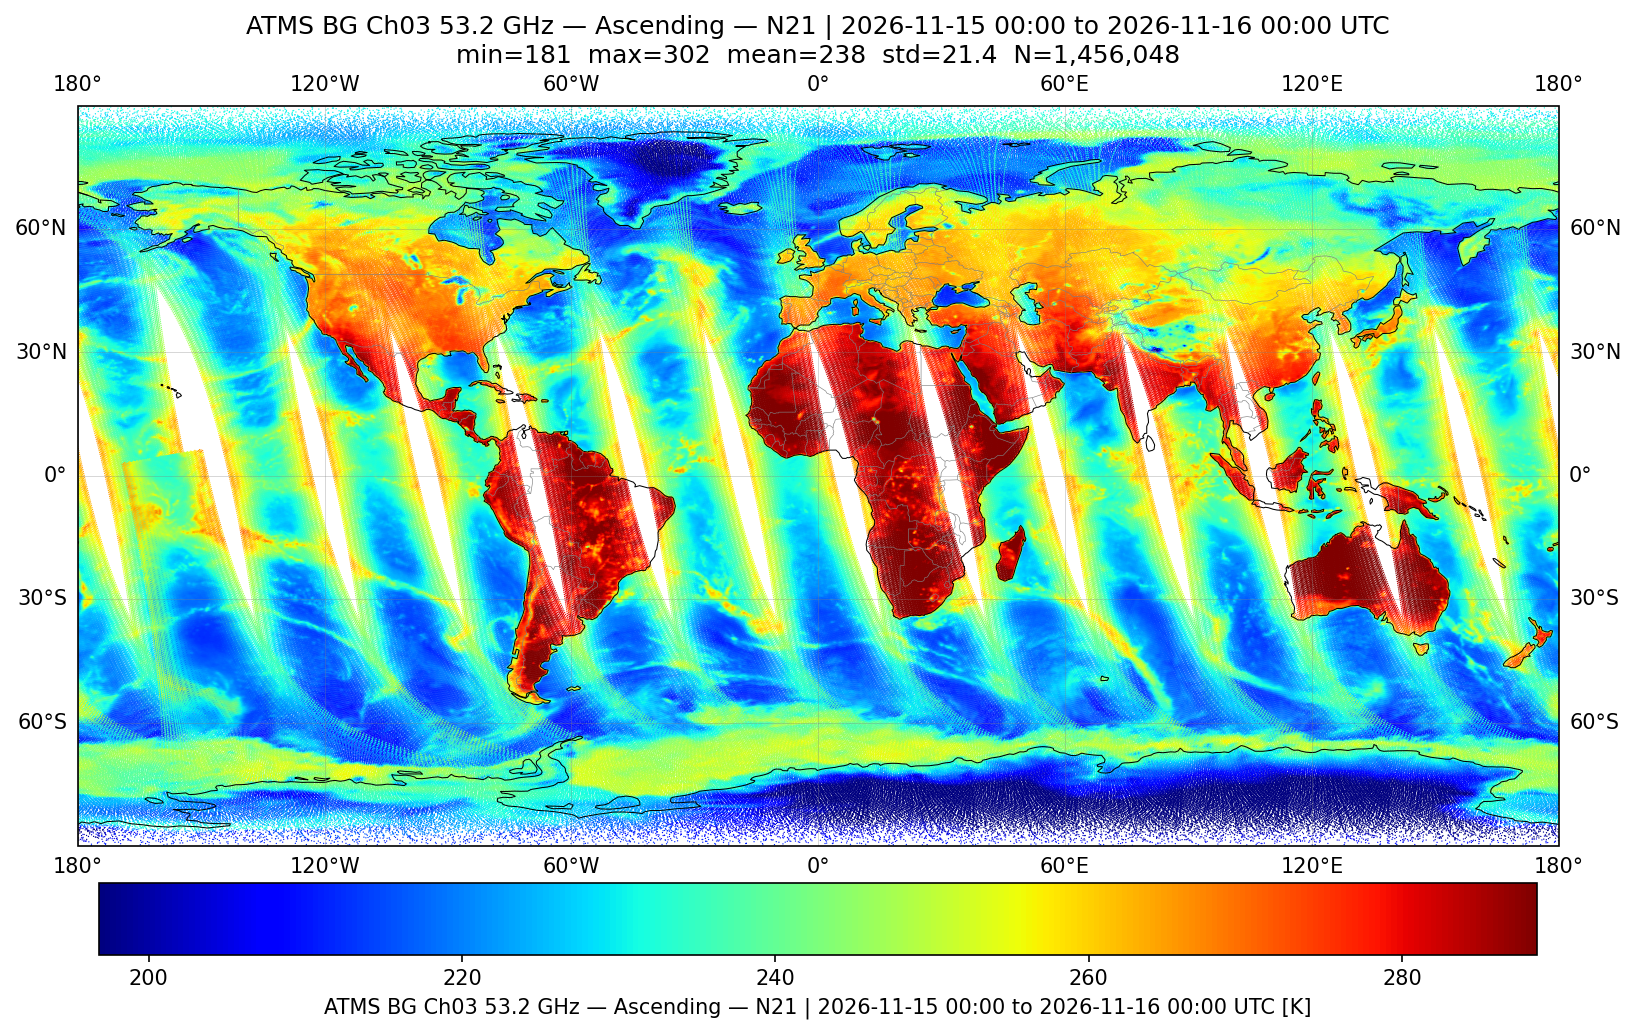 ATMS BG Ch03 53.2 GHz — Ascending — N21 | 2026-11-15 00:00 to 2026-11-16 00:00 UTC
min=181  max=302  mean=238  std=21.4  N=1,456,048
180° 120°W 60°W 0° 60°E 120°E 180°
60°N 60°N
30°N 30°N
0° 0°
30°S 30°S
60°S 60°S
180° 120°W 60°W 0° 60°E 120°E 180°
200 220 240 260 280
ATMS BG Ch03 53.2 GHz — Ascending — N21 | 2026-11-15 00:00 to 2026-11-16 00:00 UTC [K]